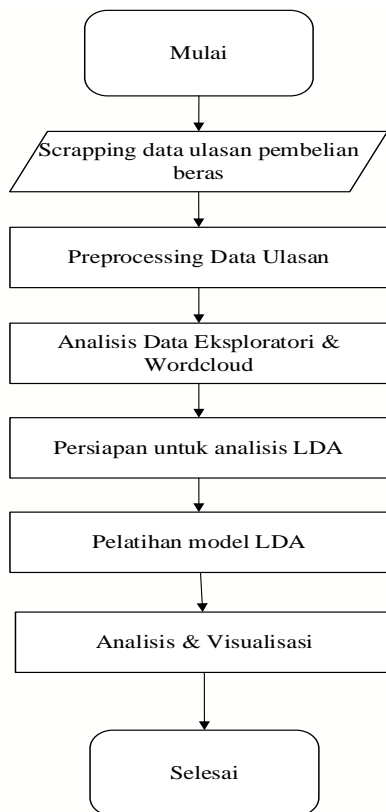 Mulai
Scrapping data ulasan pembelian
beras
Preprocessing Data Ulasan
Analisis Data Eksploratori &
Wordcloud
Persiapan untuk analisis LDA
Pelatihan model LDA
Analisis & Visualisasi
Selesai